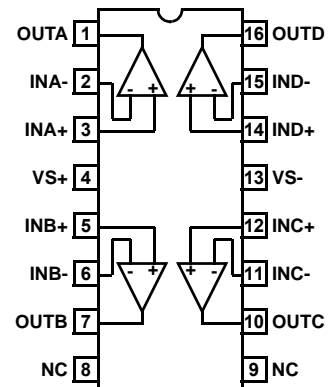 OUTA 1 16 OUTD
INA- 2 15 IND-
- + + -
INA+ 3 14 IND+
VS+ 4 13 VS-
INB+ 5 12 INC+
INB- 6 11 INC-
- + + -
OUTB 7 10 OUTC
NC 8 9 NC